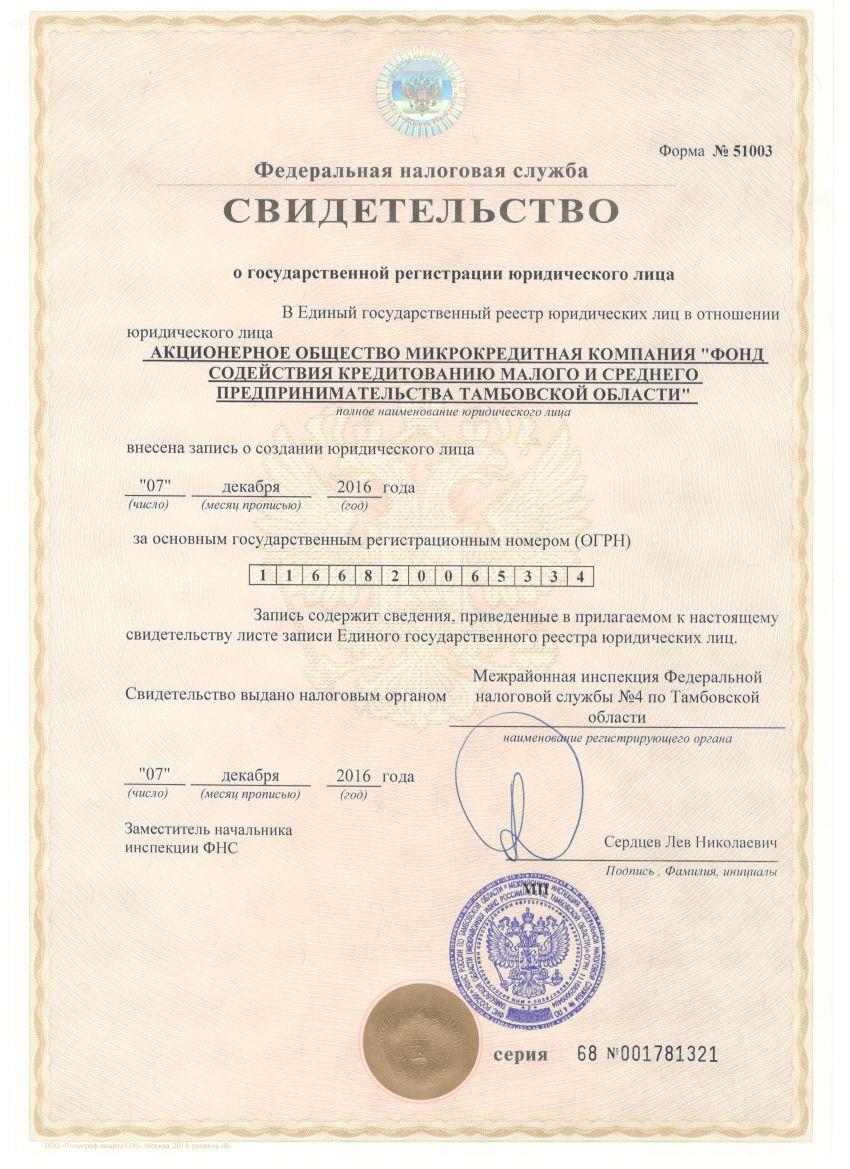 Форма № 51003
Федеральная налоговая служба
СВИДЕТЕЛЬСТВО
о государственной регистрации юридического лица
В Единый государственный реестр юридических лиц в отношении
юридического лица
АКЦИОНЕРНОЕ ОБЩЕСТВО МИКРОКРЕДИТНАЯ КОМПАНИЯ "ФОНД
СОДЕЙСТВИЯ КРЕДИТОВАНИЮ МАЛОГО И СРЕДНЕГО
ПРЕДПРИНИМАТЕЛЬСТВА ТАМБОВСКОЙ ОБЛАСТИ"
полное наименование юридического лица
внесена запись о создании юридического лица
"07" декабря 2016 года
(число) (месяц прописью) (год)
за основным государственным регистрационным номером (ОГРН)
1 1 6 6 8 2 0 0 6 5 3 3 4
Запись содержит сведения, приведенные в прилагаемом к настоящему
свидетельству листе записи Единого государственного реестра юридических лиц.
Свидетельство выдано налоговым органом
Межрайонная инспекция Федеральной
налоговой службы №4 по Тамбовской
области
наименование регистрирующего органа
"07" декабря 2016 года
(число) (месяц прописью) (год)
Заместитель начальника
инспекции ФНС
Сердцев Лев Николаевич
Подпись , Фамилия, инициалы
МП
серия 68 №001781321
ООО «Полиграф-защита СПб», Москва, 2014, уровень «В»